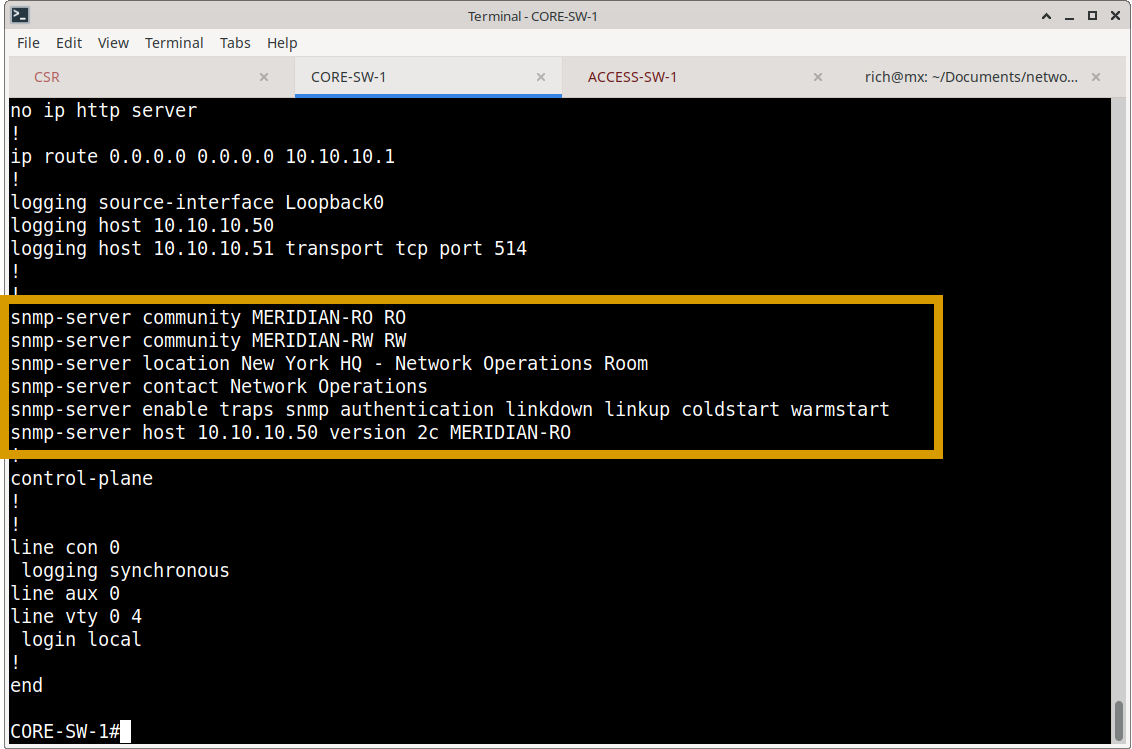 Terminal - CORE-SW-1
File Edit View Terminal Tabs Help
CSR CORE-SW-1 ACCESS-SW-1 rich@mx: ~/Documents/netwo...
no ip http server
!
ip route 0.0.0.0 0.0.0.0 10.10.10.1
!
logging source-interface Loopback0
logging host 10.10.10.50
logging host 10.10.10.51 transport tcp port 514
!
!
snmp-server community MERIDIAN-RO RO
snmp-server community MERIDIAN-RW RW
snmp-server location New York HQ - Network Operations Room
snmp-server contact Network Operations
snmp-server enable traps snmp authentication linkdown linkup coldstart warmstart
snmp-server host 10.10.10.50 version 2c MERIDIAN-RO
!
control-plane
!
!
line con 0
 logging synchronous
line aux 0
line vty 0 4
 login local
!
end
CORE-SW-1#